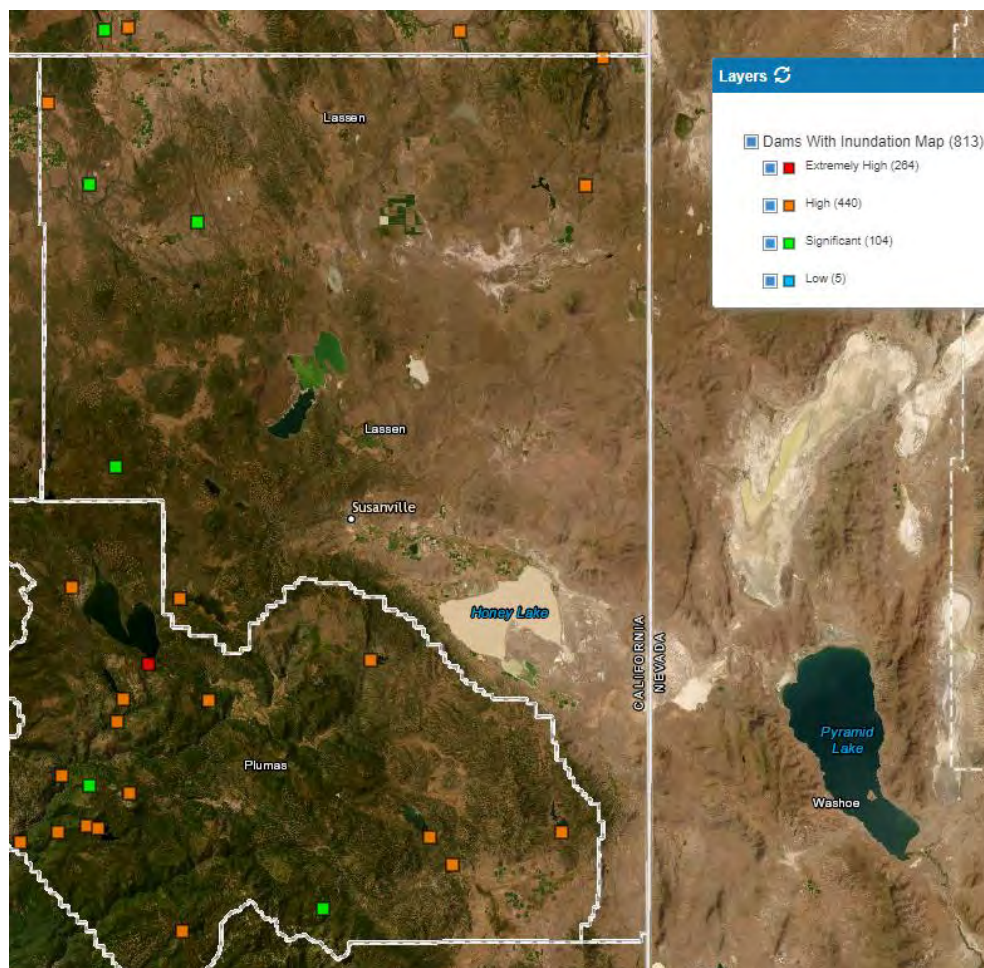 Layers
Dams With Inundation Map (813)
Extremely High (264)
High (440)
Significant (104)
Low (5)
Lassen
Lassen
Susanville
Honey Lake
CALIFORNIA
NEVADA
Pyramid
Lake
Plumas
Washoe